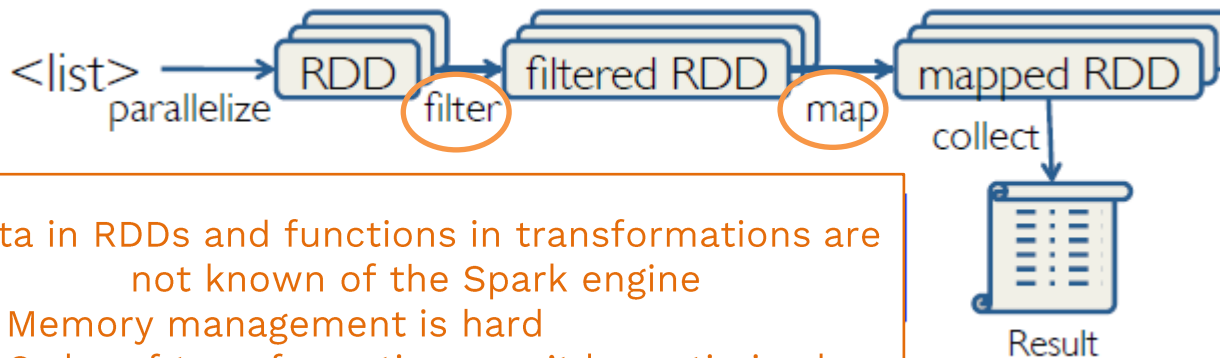 <list>
parallelize
RDD
filter
filtered RDD
map
mapped RDD
collect
Result
ta in RDDs and functions in transformations are
not known of the Spark engine
Memory management is hard